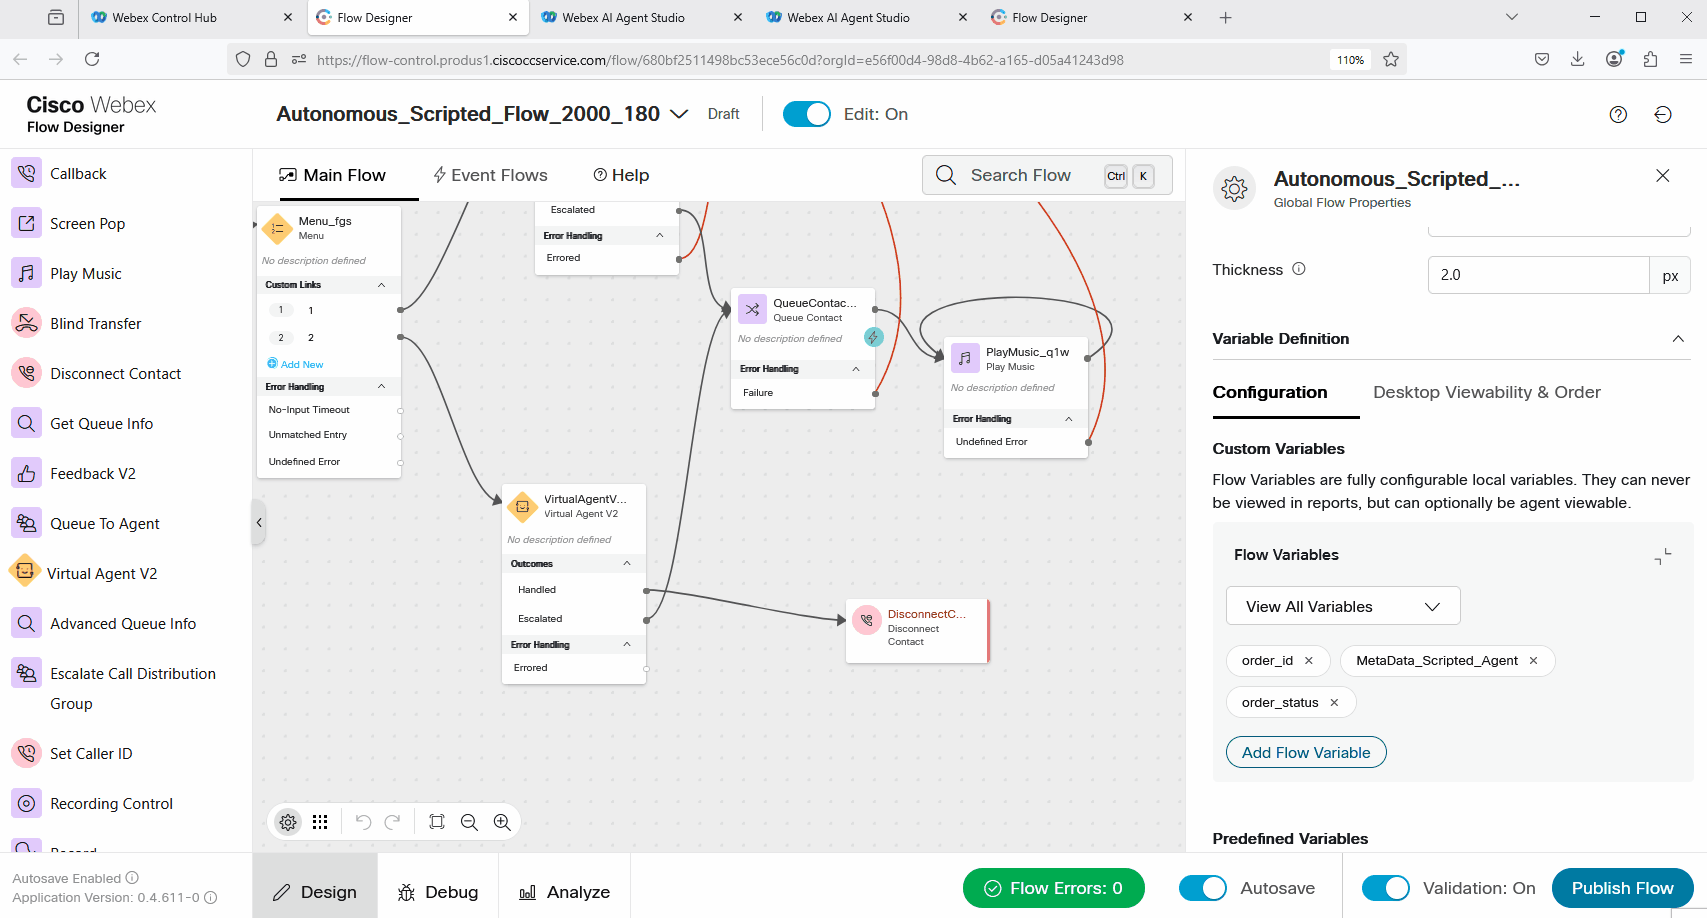 Webex Control Hub
Flow Designer
Webex AI Agent Studio
Webex AI Agent Studio
Flow Designer
https://flow-control.produs1.ciscoccservice.com/flow/680bf2511498bc53ece56c0d?orgId=e56f00d4-98d8-4b62-a165-d05a41243d98
110%
Cisco Webex
Flow Designer
Autonomous_Scripted_Flow_2000_180
Draft
Edit: On
Callback
Screen Pop
Play Music
Blind Transfer
Disconnect Contact
Get Queue Info
Feedback V2
Queue To Agent
Virtual Agent V2
Advanced Queue Info
Escalate Call Distribution
Group
Set Caller ID
Recording Control
Record
Autosave Enabled
Application Version: 0.4.611-0
Main Flow
Event Flows
Help
Search Flow
Ctrl
K
Menu_fgs
Menu
No description defined
Custom Links
1 1
2 2
Add New
Error Handling
No-Input Timeout
Unmatched Entry
Undefined Error
Escalated
Error Handling
Errored
QueueContac...
Queue Contact
No description defined
Error Handling
Failure
PlayMusic_q1w
Play Music
No description defined
Error Handling
Undefined Error
VirtualAgentV...
Virtual Agent V2
No description defined
Outcomes
Handled
Escalated
Error Handling
Errored
DisconnectC...
Disconnect
Contact
Autonomous_Scripted_...
Global Flow Properties
Thickness
2.0
px
Variable Definition
Configuration
Desktop Viewability & Order
Custom Variables
Flow Variables are fully configurable local variables. They can never
be viewed in reports, but can optionally be agent viewable.
Flow Variables
View All Variables
order_id
MetaData_Scripted_Agent
order_status
Add Flow Variable
Predefined Variables
Design
Debug
Analyze
Flow Errors: 0
Autosave
Validation: On
Publish Flow